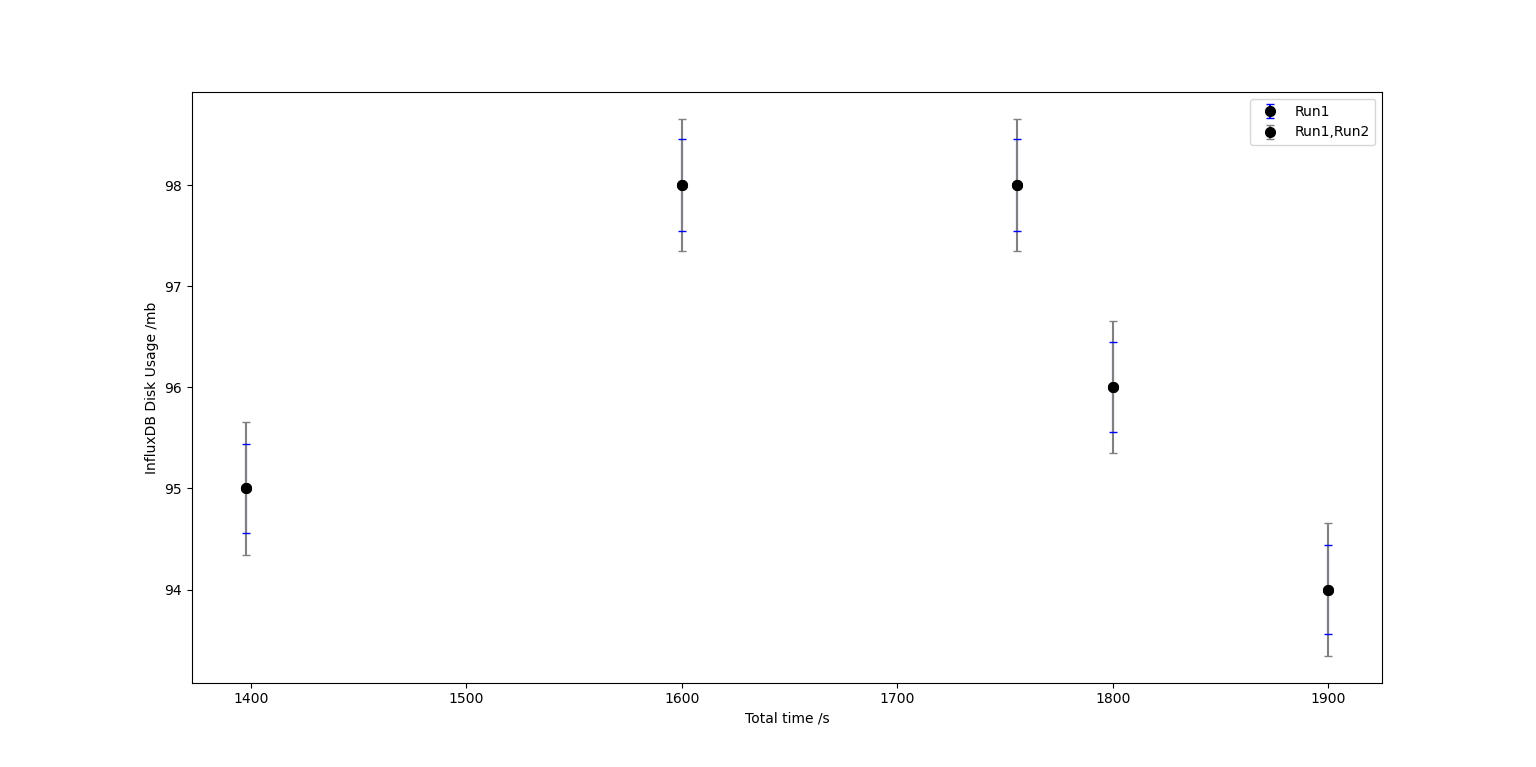 Run1
Run1,Run2
98
97
96
95
94
InfluxDB Disk Usage /mb
1400 1500 1600 1700 1800 1900
Total time /s